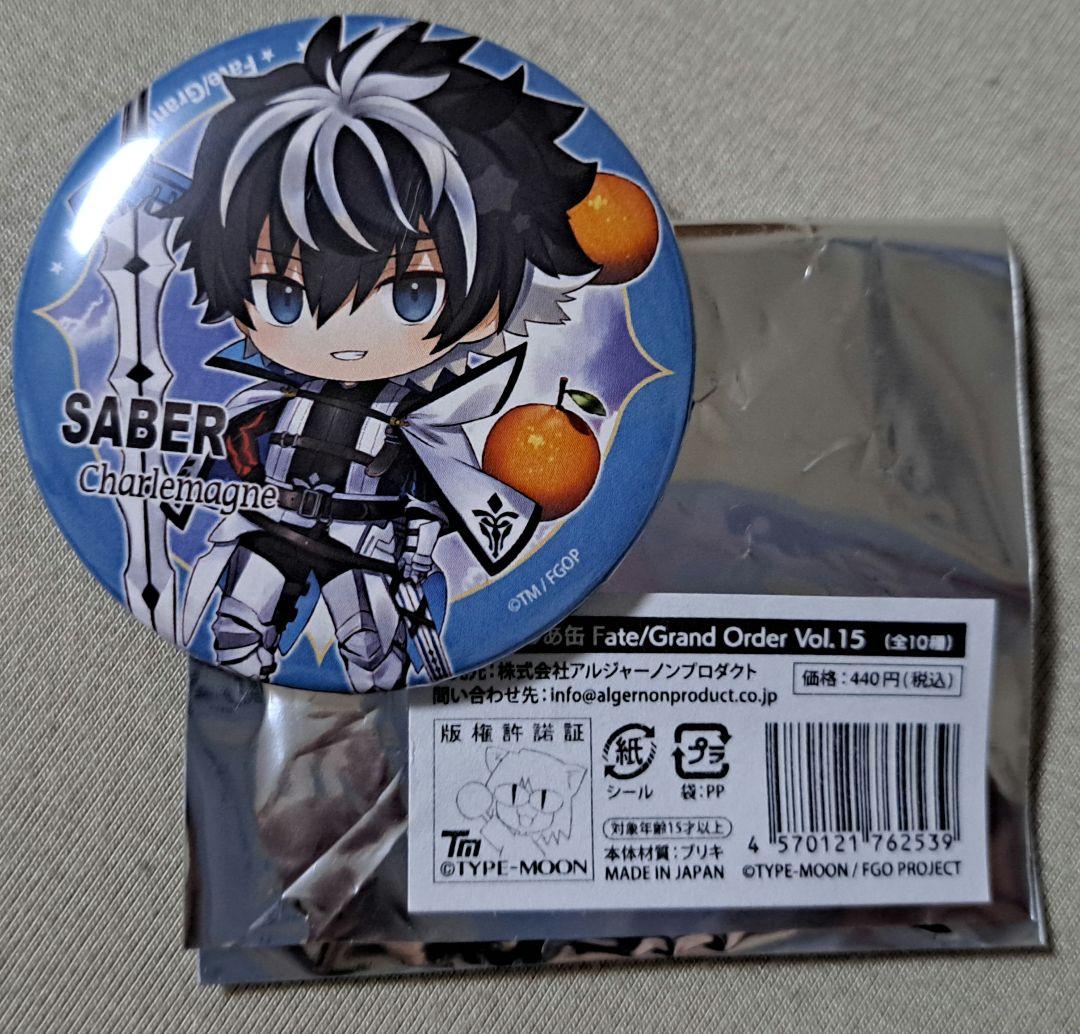 ★ Fate/Gran
SABER
Charlemagne
©TM / FGOP
あ缶 Fate/Grand Order Vol.15 (全10種)
元:株式会社アルジャーノンプロダクト
価格:440円(税込)
問い合わせ先:info@algernonproduct.co.jp
版権許諾証
TM
©TYPE-MOON
紙
シール
プラ
袋:PP
対象年齢15才以上
本体材質:ブリキ
MADE IN JAPAN
4 570121 762539
©TYPE-MOON / FGO PROJECT